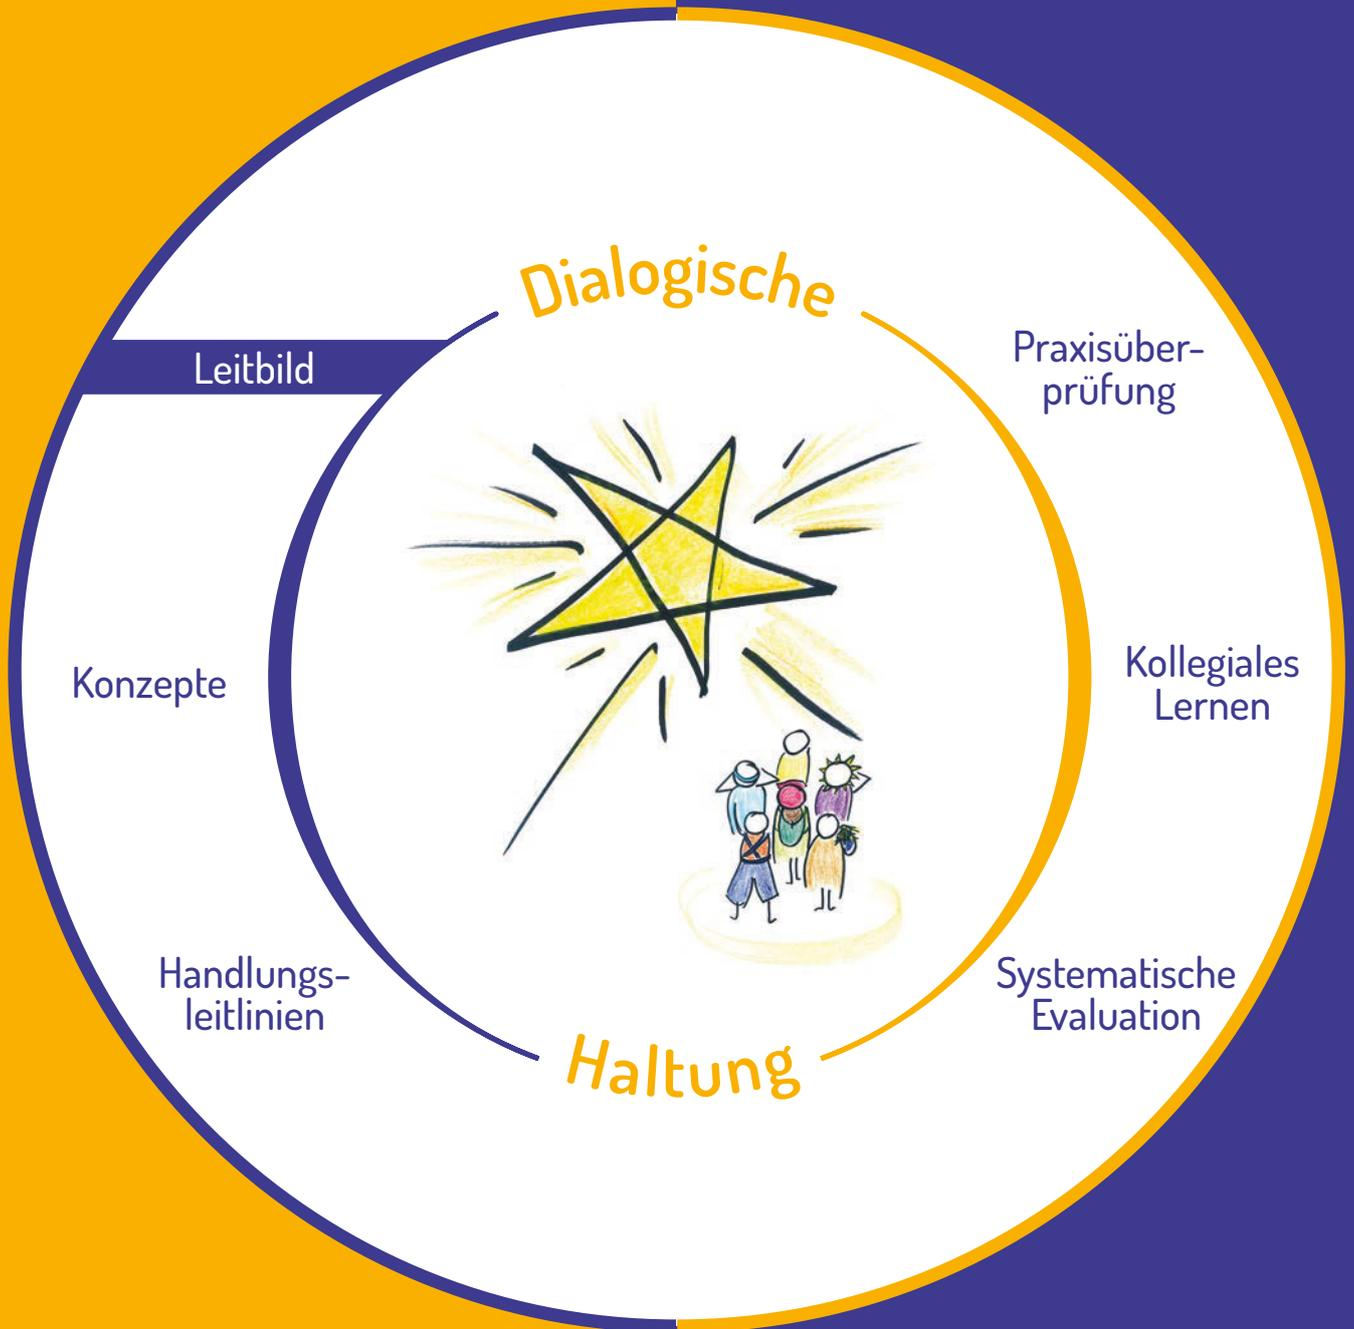 Dialogische
Leitbild
Praxisüber-
prüfung
Konzepte
Kollegiales
Lernen
Handlungs-
leitlinien
Systematische
Evaluation
Haltung